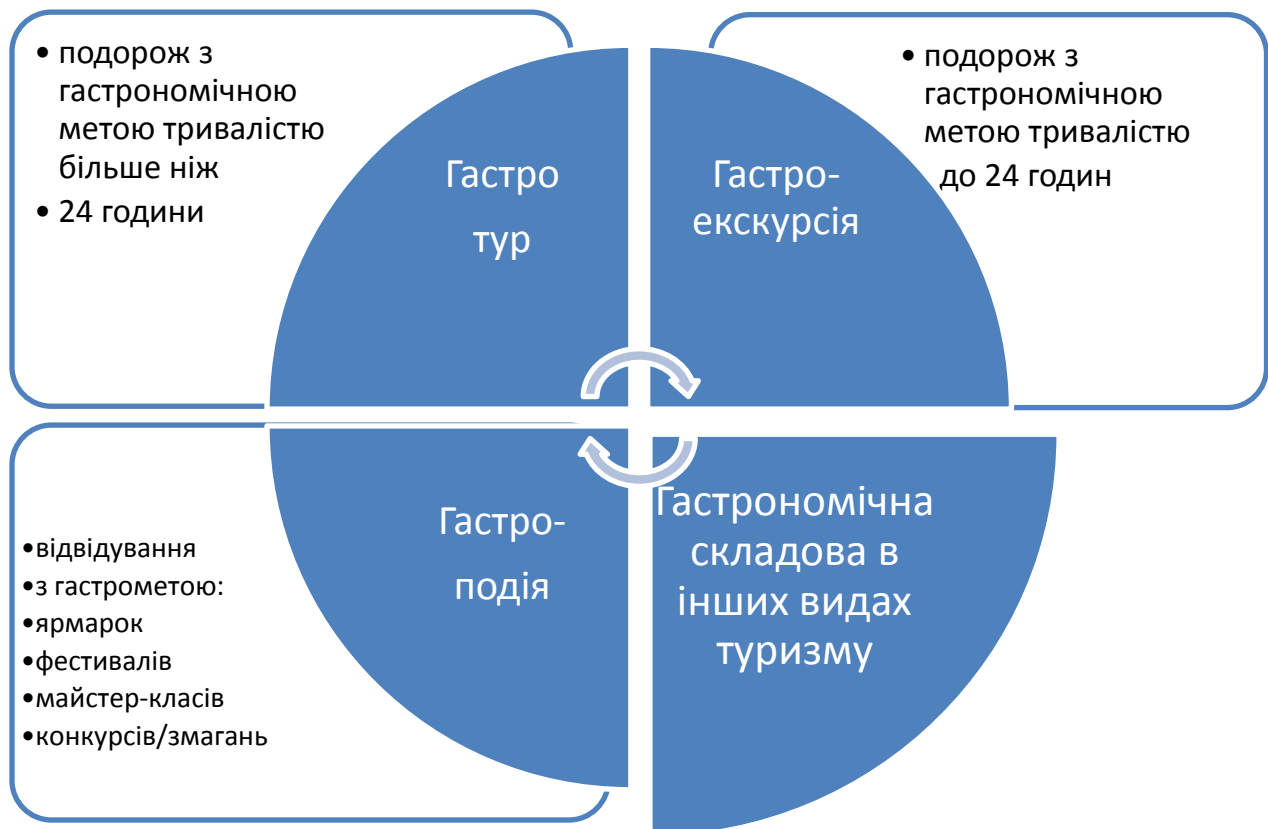 • подорож з
гастрономічною
метою тривалістю
більше ніж
• 24 години
Гастро
тур
Гастро-
екскурсія
• подорож з
гастрономічною
метою тривалістю
до 24 годин
•відвідування
•з гастрометою:
•ярмарок
•фестивалів
•майстер-класів
•конкурсів/змагань
Гастро-
подія
Гастрономічна
складова в
інших видах
туризму